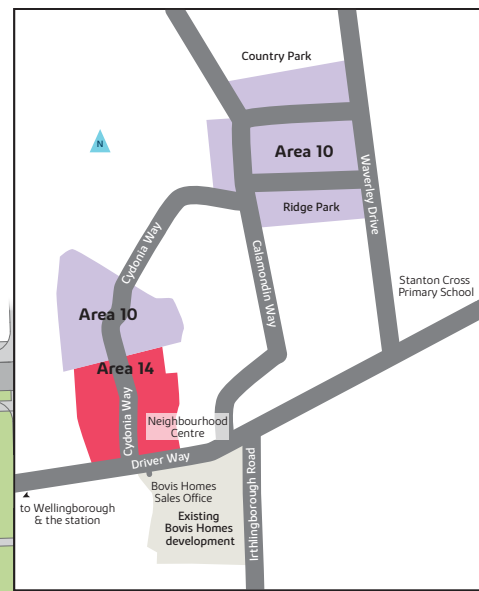 Country Park
N
Area 10
Waverley Drive
Ridge Park
Cydonia Way
Calamondin Way
Stanton Cross
Primary School
Area 10
Area 14
Cydonia Way
Neighbourhood
Centre
Driver Way
Irthlingborough Road
Bovis Homes
Sales Office
to Wellingborough
& the station
Existing
Bovis Homes
development